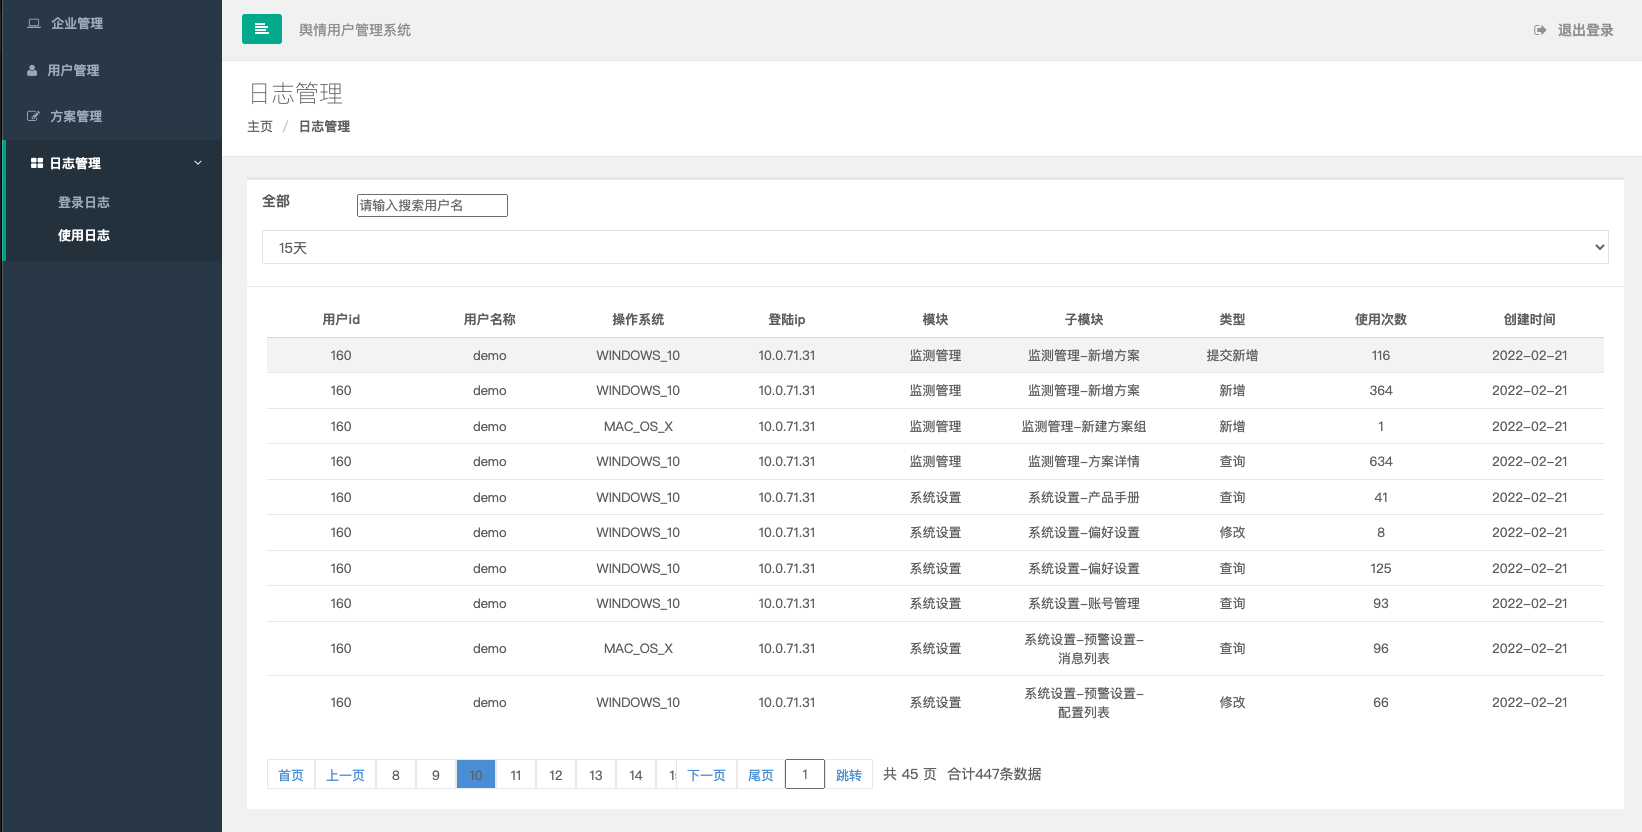 企业管理
用户管理
方案管理
日志管理
登录日志
使用日志
舆情用户管理系统
退出登录
日志管理
主页 / 日志管理
全部 请输入搜索用户名
15天
用户id 用户名称 操作系统 登陆ip 模块 子模块 类型 使用次数 创建时间
160 demo WINDOWS_10 10.0.71.31 监测管理 监测管理-新增方案 提交新增 116 2022-02-21
160 demo WINDOWS_10 10.0.71.31 监测管理 监测管理-新增方案 新增 364 2022-02-21
160 demo MAC_OS_X 10.0.71.31 监测管理 监测管理-新建方案组 新增 1 2022-02-21
160 demo WINDOWS_10 10.0.71.31 监测管理 监测管理-方案详情 查询 634 2022-02-21
160 demo WINDOWS_10 10.0.71.31 系统设置 系统设置-产品手册 查询 41 2022-02-21
160 demo WINDOWS_10 10.0.71.31 系统设置 系统设置-偏好设置 修改 8 2022-02-21
160 demo WINDOWS_10 10.0.71.31 系统设置 系统设置-偏好设置 查询 125 2022-02-21
160 demo WINDOWS_10 10.0.71.31 系统设置 系统设置-账号管理 查询 93 2022-02-21
160 demo MAC_OS_X 10.0.71.31 系统设置 系统设置-预警设置-
消息列表 查询 96 2022-02-21
160 demo WINDOWS_10 10.0.71.31 系统设置 系统设置-预警设置-
配置列表 修改 66 2022-02-21
首页 上一页 8 9 10 11 12 13 14 下一页 尾页 1 跳转 共 45 页 合计447条数据